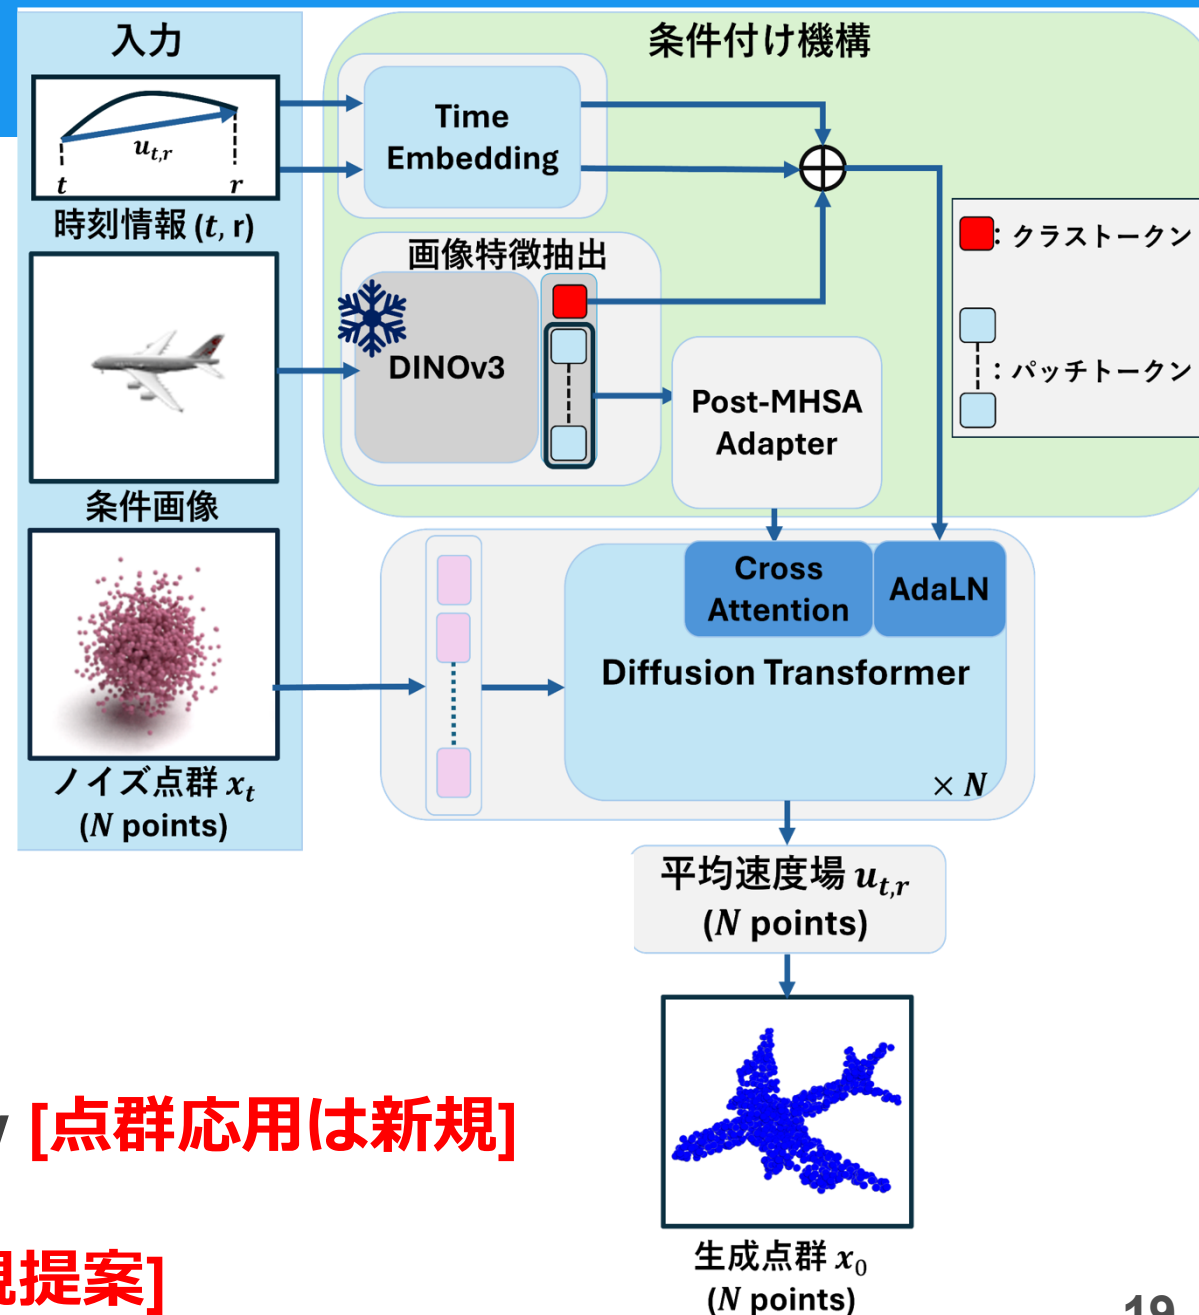 入力
条件付け機構
Time
Embedding
u_{t,r}
t
r
時刻情報 (t, r)
画像特徴抽出
DINOv3
: クラストークン
: パッチトークン
Post-MHSA
Adapter
条件画像
Cross
Attention
AdaLN
Diffusion Transformer
× N
ノイズ点群 x_t
(N points)
平均速度場 u_{t,r}
(N points)
[点群応用は新規]
提案]
生成点群 x_0
(N points)
19